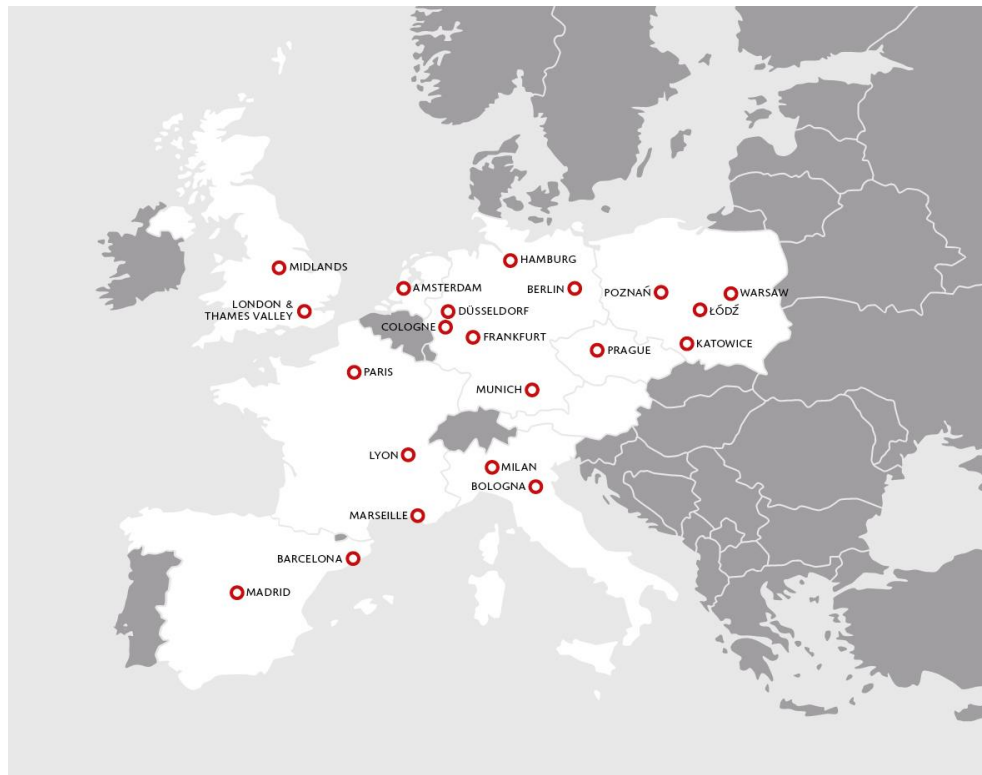 HAMBURG
MIDLANDS
AMSTERDAM
BERLIN
POZNAŃ
WARSAW
LONDON &
THAMES VALLEY
DÜSSELDORF
ŁÓDŹ
COLOGNE
FRANKFURT
KATOWICE
PRAGUE
PARIS
MUNICH
LYON
MILAN
BOLOGNA
MARSEILLE
BARCELONA
MADRID